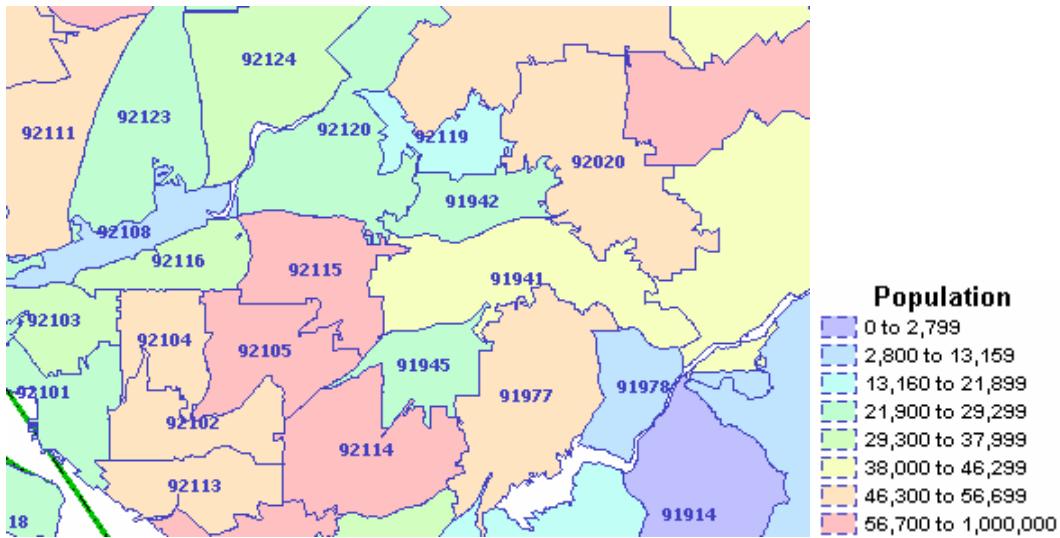 92124
92123
92120
92111
92119
92020
91942
92108
92116
92115
91941
92103
92104
92105
91945
92101
91977
91978
92102
92114
92113
91914
18
Population
0 to 2,799
2,800 to 13,159
13,160 to 21,899
21,900 to 29,299
29,300 to 37,999
38,000 to 46,299
46,300 to 56,699
56,700 to 1,000,000